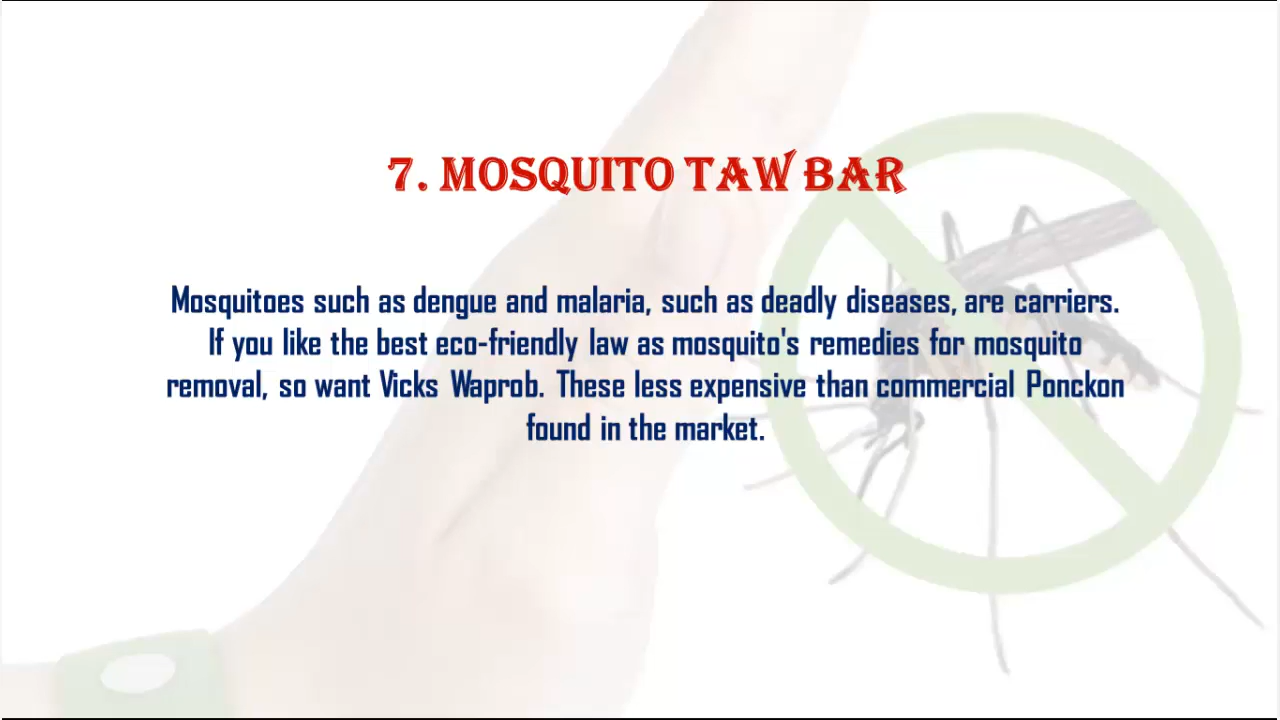 7. MOSQUITO TAW BAR
Mosquitoes such as dengue and malaria, such as deadly diseases, are carriers.
If you like the best eco-friendly law as mosquito's remedies for mosquito
removal, so want Vicks Waprob. These less expensive than commercial Ponckon
found in the market.